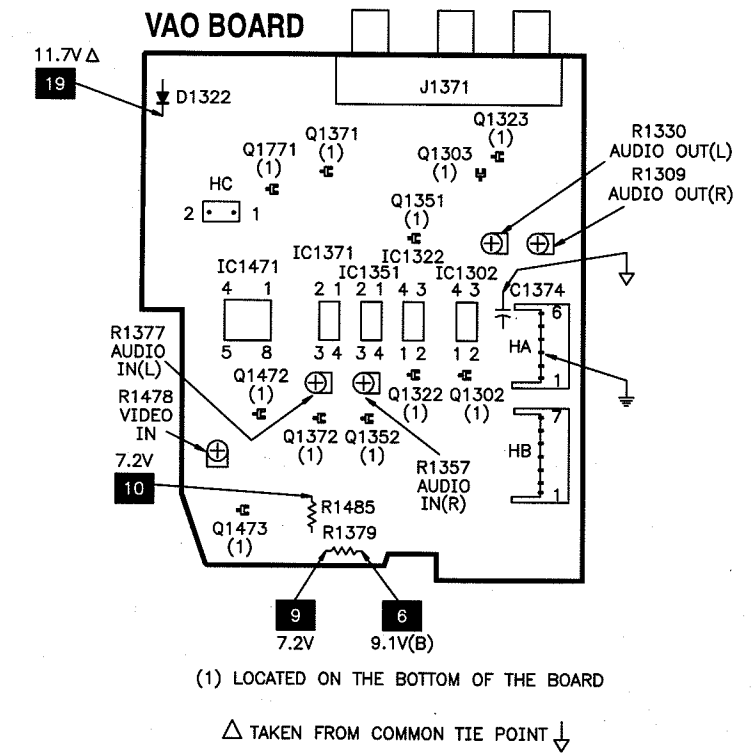 VAO BOARD
11.7V △
19
D1322
J1371
Q1323
(1)
Q1371
(1)
Q1303
(1)
Q1771
(1)
R1330
AUDIO OUT(L)
R1309
AUDIO OUT(R)
HC
2 1
Q1351
(1)
IC1471
4 1
5 8
IC1371
2 1
3 4
IC1351
2 1
3 4
IC1322
4 3
1 2
IC1302
4 3
1 2
C1374
6
HA
1
R1377
AUDIO
IN(L)
R1478
VIDEO
IN
Q1472
(1)
Q1322
(1)
Q1302
(1)
7
HB
1
Q1372
(1)
Q1352
(1)
R1357
AUDIO
IN(R)
7.2V
10
R1485
Q1473
(1)
R1379
9
7.2V
6
9.1V(B)
(1) LOCATED ON THE BOTTOM OF THE BOARD
△ TAKEN FROM COMMON TIE POINT